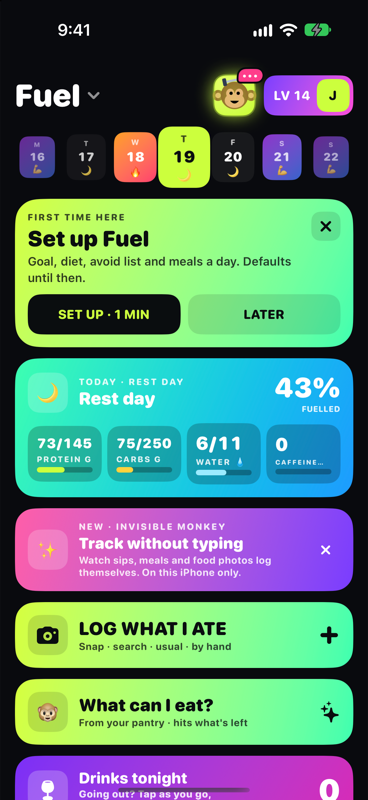 9:41
Fuel
LV 14 J
M T W T F S S
16 17 18 19 20 21 22
FIRST TIME HERE
Set up Fuel
Goal, diet, avoid list and meals a day. Defaults
until then.
SET UP · 1 MIN LATER
TODAY · REST DAY
Rest day
43%
FUELLED
73/145 75/250 6/11 0
PROTEIN G CARBS G WATER CAFFEINE…
NEW · INVISIBLE MONKEY
Track without typing
Watch sips, meals and food photos log
themselves. On this iPhone only.
LOG WHAT I ATE
Snap · search · usual · by hand
What can I eat?
From your pantry · hits what's left
Drinks tonight
Going out? Tap as you go,
0